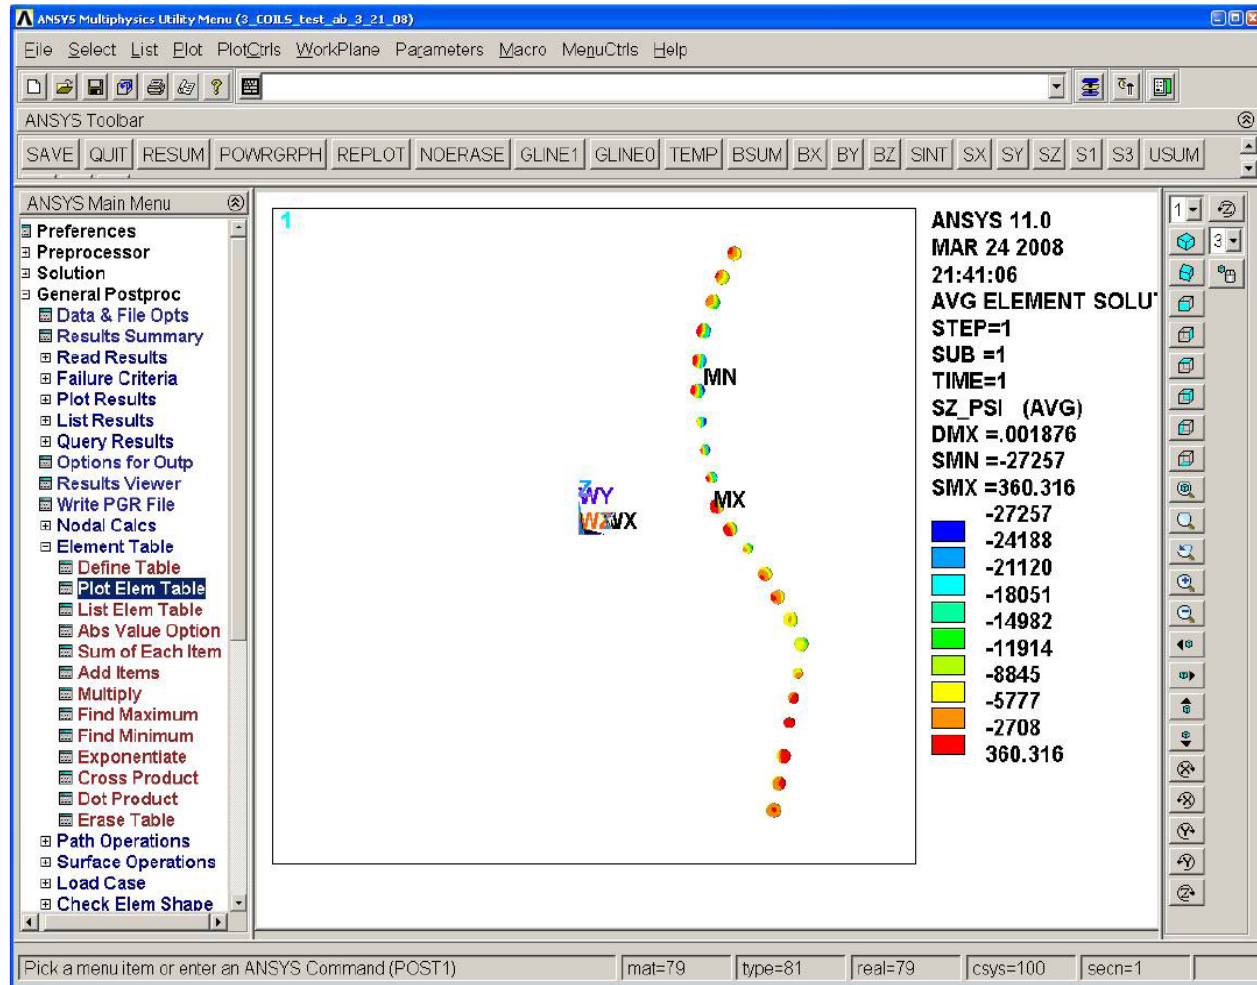 ANSYS Multiphysics Utility Menu (3_COILS_test_ab_3_21_08)
File Select List Plot PlotCtrls WorkPlane Parameters Macro MenuCtrls Help
ANSYS Toolbar
SAVE QUIT RESUM POWRGRPH REPLOT NOERASE GLINE1 GLINE0 TEMP BSUM BX BY BZ SINT SX SY SZ S1 S3 USUM
ANSYS Main Menu
Preferences
Preprocessor
Solution
General Postproc
Data & File Opts
Results Summary
Read Results
Failure Criteria
Plot Results
List Results
Query Results
Options for Outp
Results Viewer
Write PGR File
Nodal Calcs
Element Table
Define Table
Plot Elem Table
List Elem Table
Abs Value Option
Sum of Each Item
Add Items
Multiply
Find Maximum
Find Minimum
Exponentiate
Cross Product
Dot Product
Erase Table
Path Operations
Surface Operations
Load Case
Check Elem Shape
1
MN
MX
Z
WY
WZ WX
ANSYS 11.0
MAR 24 2008
21:41:06
AVG ELEMENT SOLU
STEP=1
SUB =1
TIME=1
SZ_PSI (AVG)
DMX =.001876
SMN =-27257
SMX =360.316
-27257
-24188
-21120
-18051
-14982
-11914
-8845
-5777
-2708
360.316
1
3
Pick a menu item or enter an ANSYS Command (POST1) mat=79 type=81 real=79 csys=100 secn=1